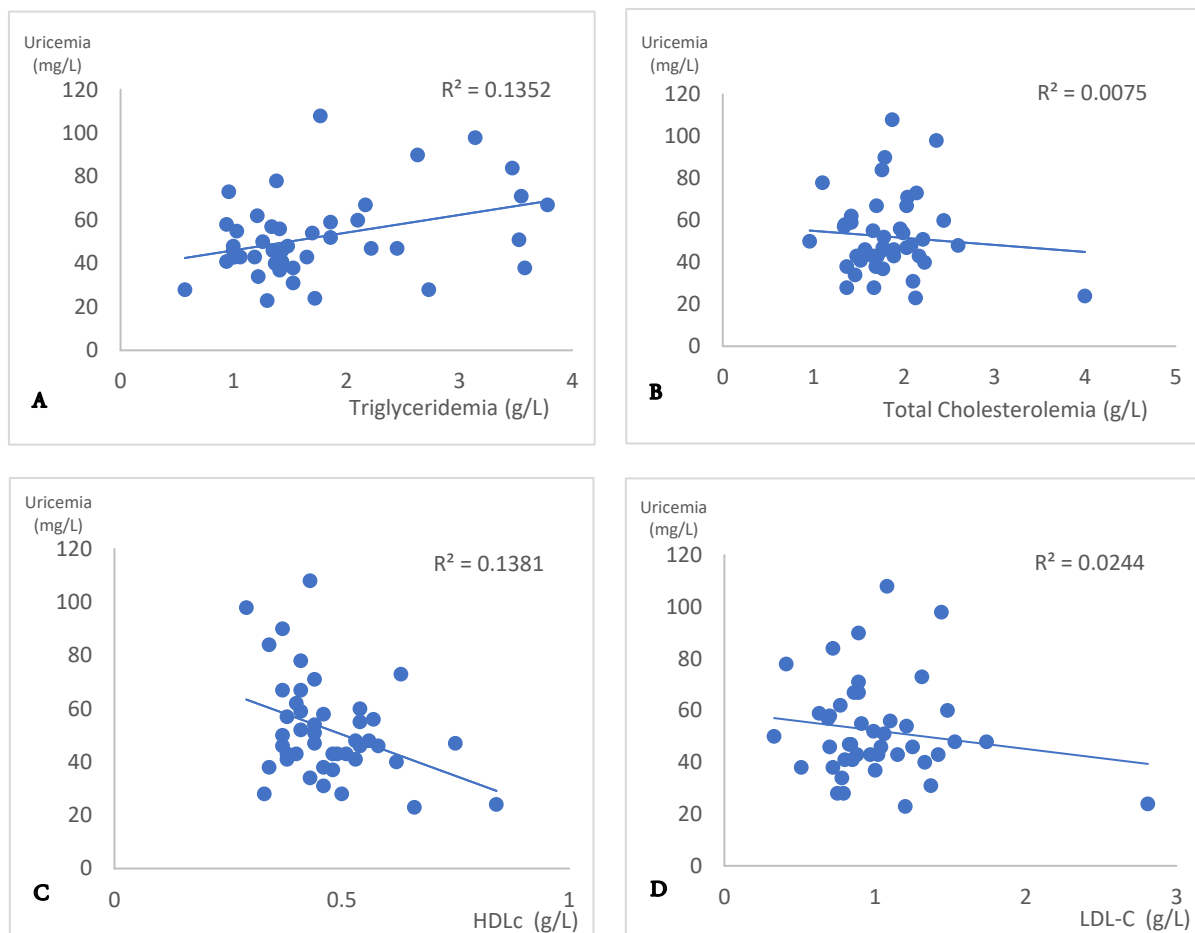 Uricemia
(mg/L)
R² = 0.1352
120
100
80
60
40
20
0
0 1 2 3 4
Triglyceridemia (g/L)
A
Uricemia
(mg/L)
R² = 0.0075
120
100
80
60
40
20
0
0 1 2 3 4 5
Total Cholesterolemia (g/L)
B
Uricemia
(mg/L)
R² = 0.1381
120
100
80
60
40
20
0
0 0.5 1
HDLc (g/L)
C
Uricemia
(mg/L)
R² = 0.0244
120
100
80
60
40
20
0
0 1 2 3
LDL-C (g/L)
D